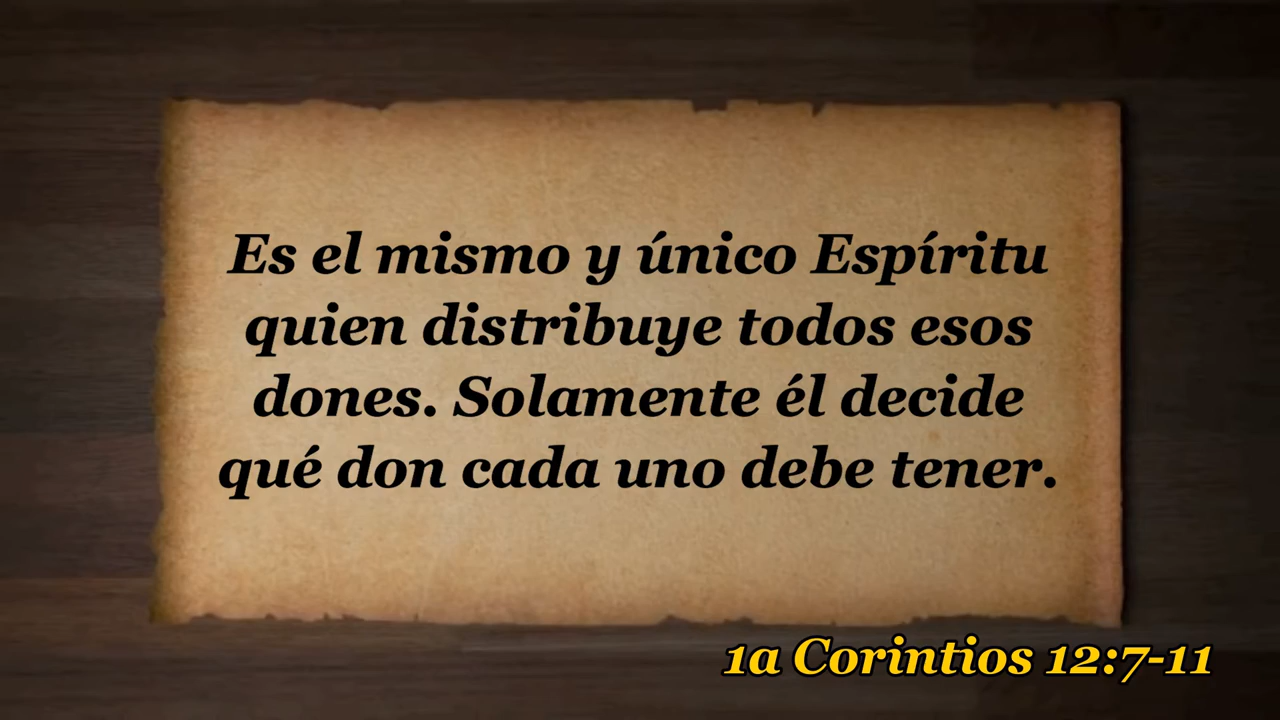 Es el mismo y único Espíritu
quien distribuye todos esos
dones. Solamente él decide
qué don cada uno debe tener.
1a Corintios 12:7-11